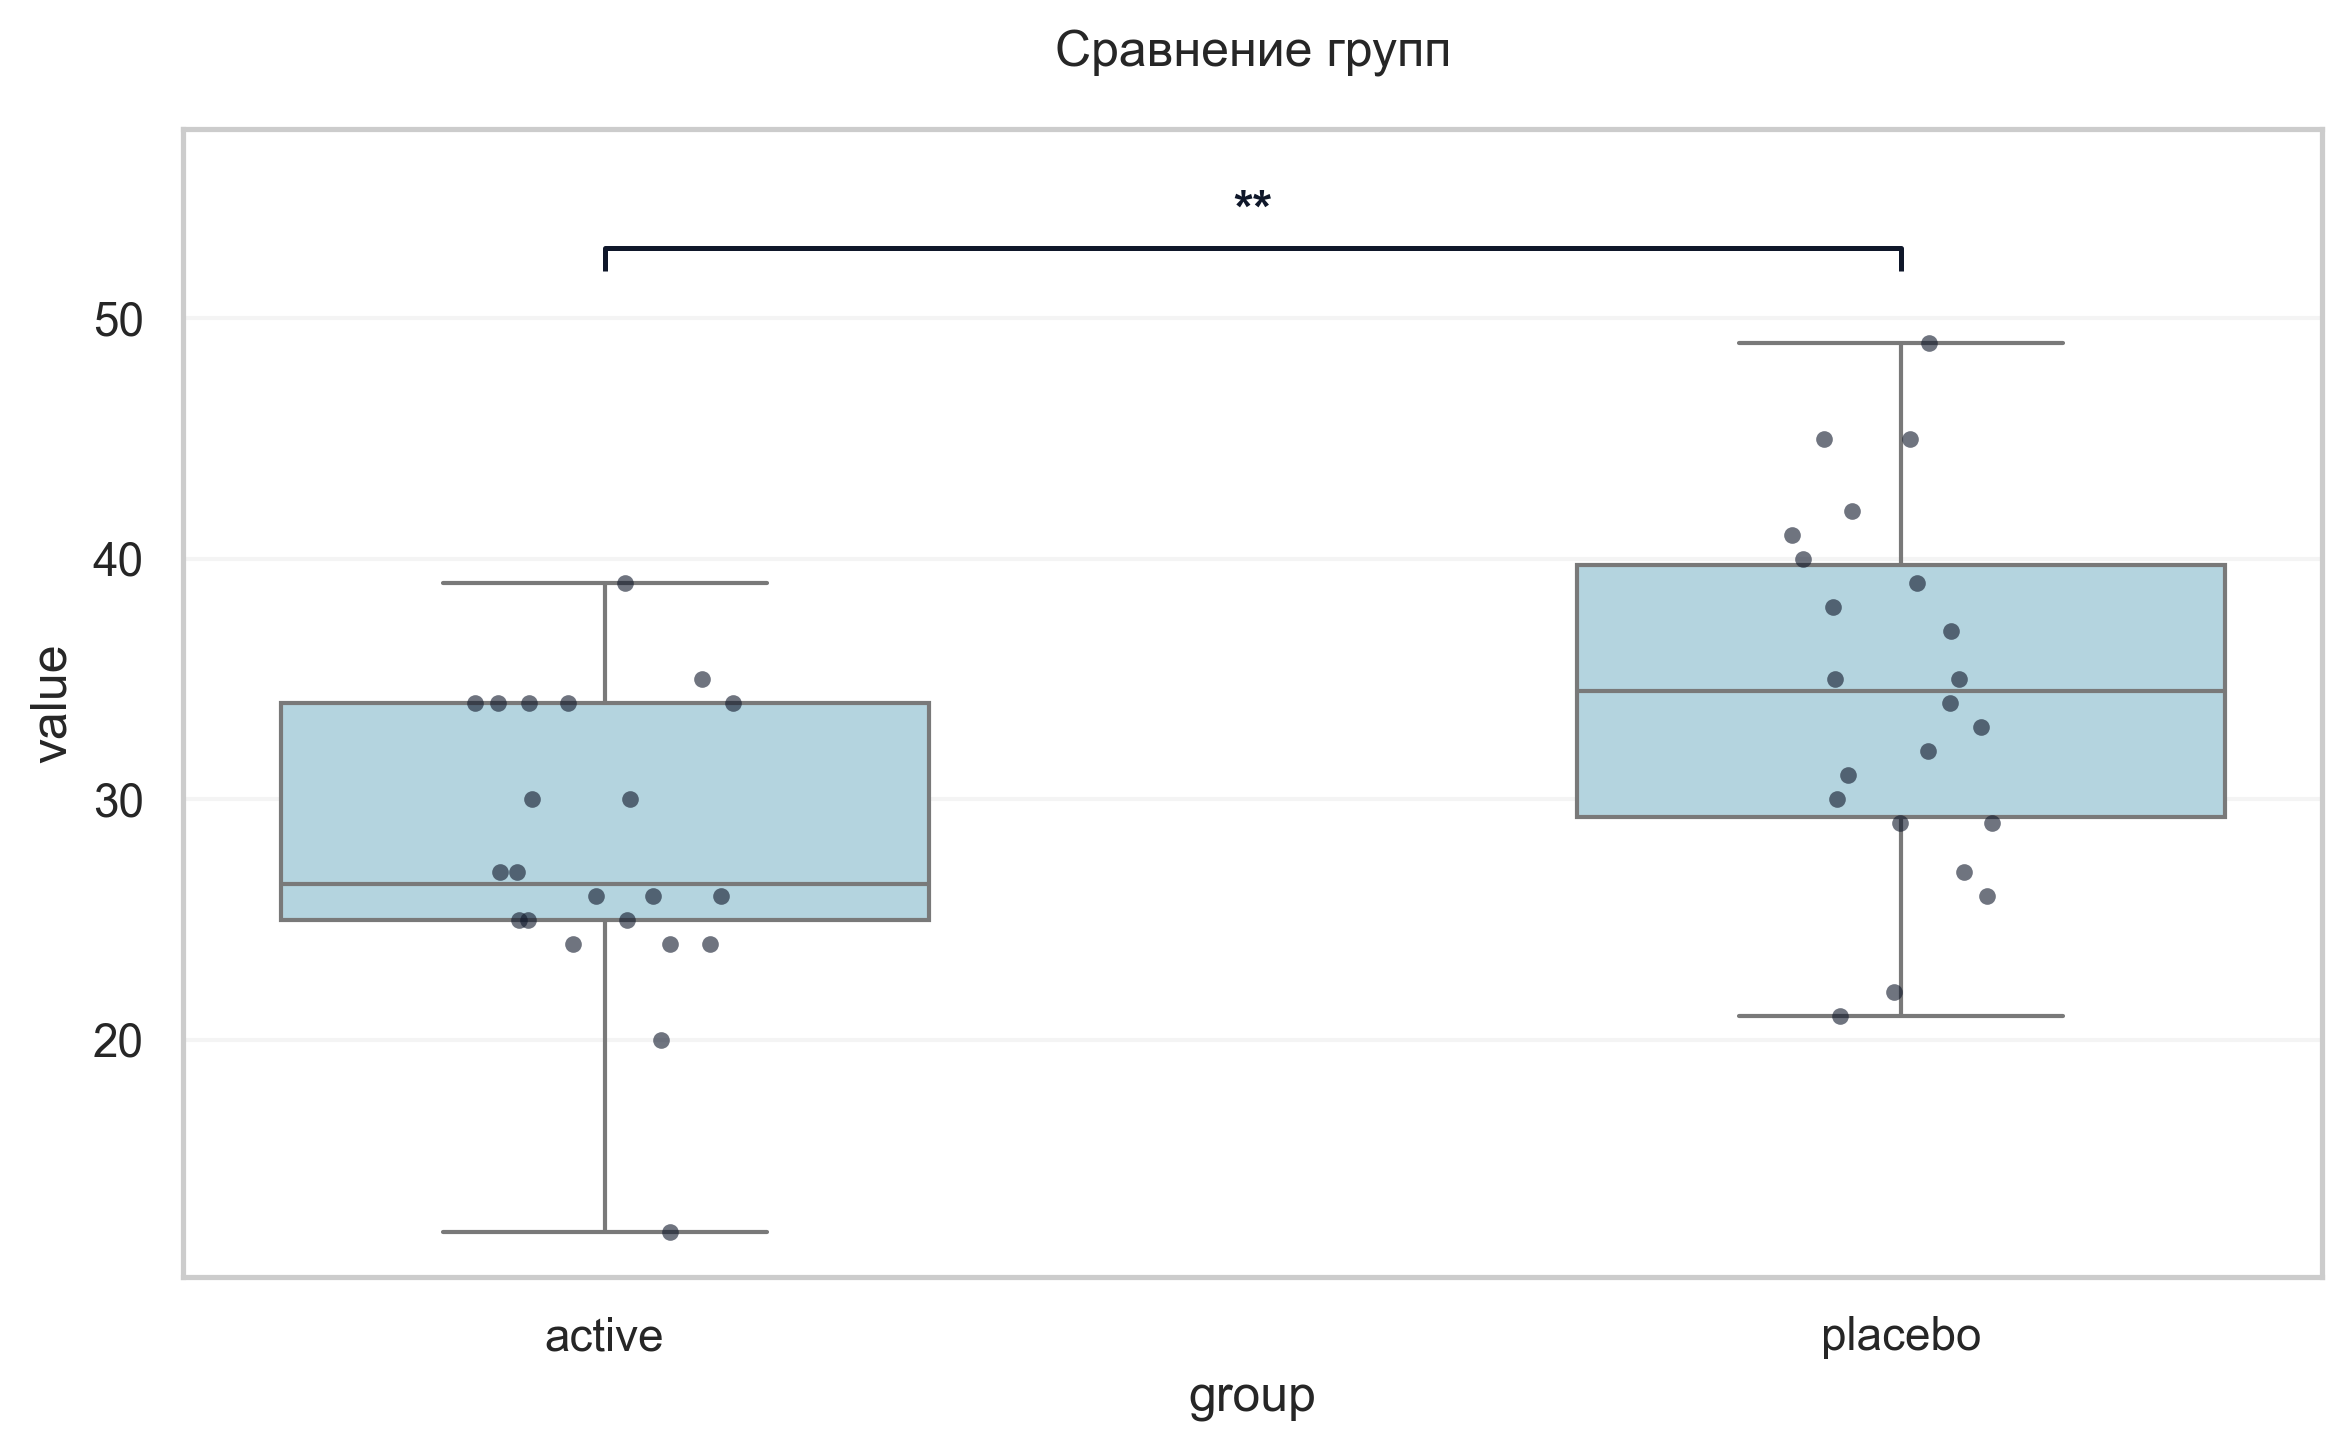 Сравнение групп
**
50
40
30
20
value
active
placebo
group